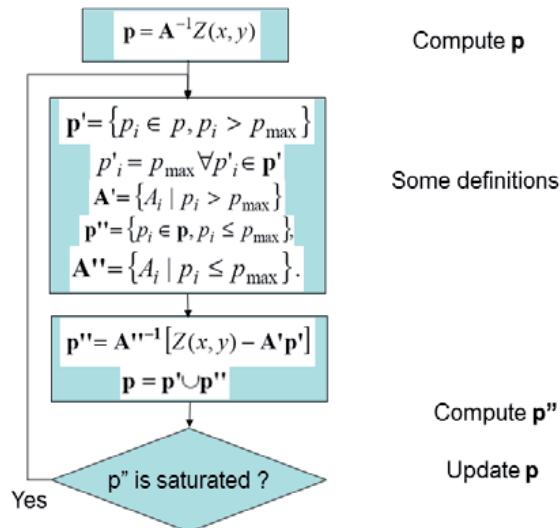 p = A⁻¹Z(x, y)
Compute p
p'= {pᵢ ∈ p, pᵢ > pₘₐₓ}
p'ᵢ = pₘₐₓ ∀p'ᵢ ∈ p'
A' = {Aᵢ | pᵢ > pₘₐₓ}
Some definitions
p''= {pᵢ ∈ p, pᵢ ≤ pₘₐₓ},
A'' = {Aᵢ | pᵢ ≤ pₘₐₓ}.
p''= A''⁻¹[Z(x, y) − A'p']
p = p'∪p''
Compute p”
p” is saturated ?
Update p
Yes